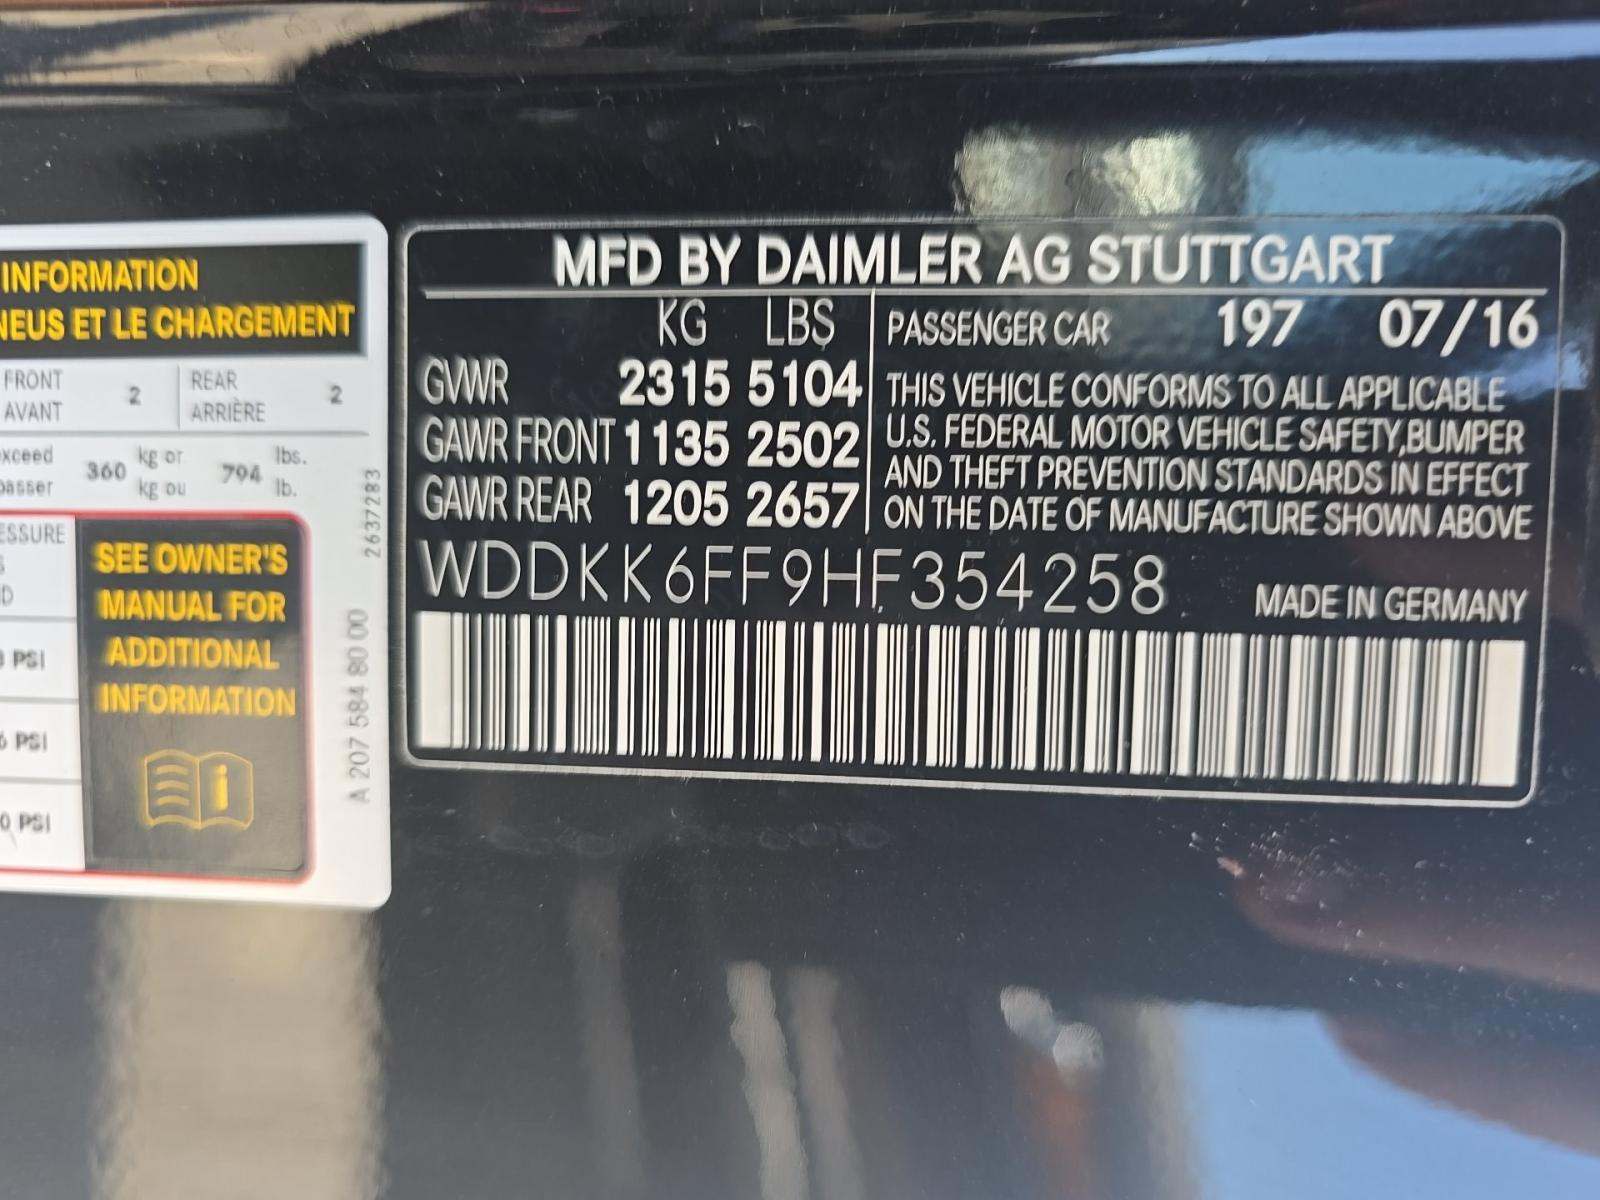 INFORMATION
NEUS ET LE CHARGEMENT
FRONT 2 REAR 2
AVANT ARRIÈRE
exceed 360 kg or 794 lbs.
passer kg ou lb.
ESSURE
SEE OWNER'S
MANUAL FOR
ADDITIONAL
INFORMATION
PSI
PSI
0 PSI
2637283
A 207 584 80 00
MFD BY DAIMLER AG STUTTGART
KG LBS PASSENGER CAR 197 07/16
GVWR 2315 5104
GAWR FRONT 1135 2502
GAWR REAR 1205 2657
THIS VEHICLE CONFORMS TO ALL APPLICABLE
U.S. FEDERAL MOTOR VEHICLE SAFETY,BUMPER
AND THEFT PREVENTION STANDARDS IN EFFECT
ON THE DATE OF MANUFACTURE SHOWN ABOVE
WDDKK6FF9HF354258 MADE IN GERMANY